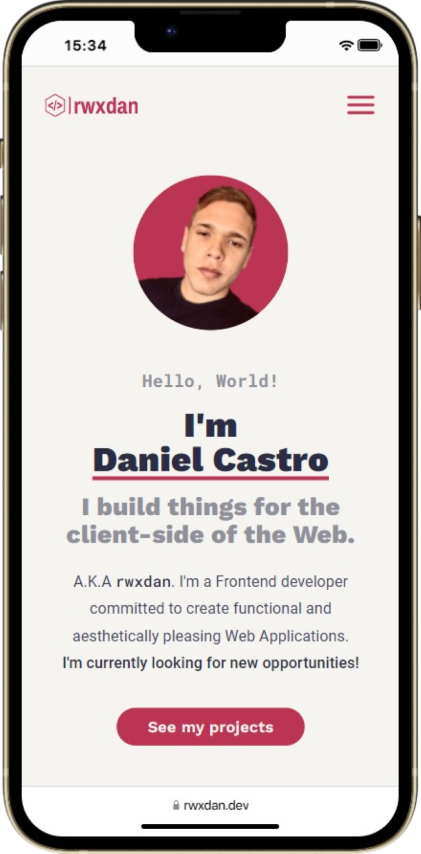 15:34
</> rwxdan
Hello, World!
I'm
Daniel Castro
I build things for the
client-side of the Web.
A.K.A rwxdan. I'm a Frontend developer
committed to create functional and
aesthetically pleasing Web Applications.
I'm currently looking for new opportunities!
See my projects
rwxdan.dev